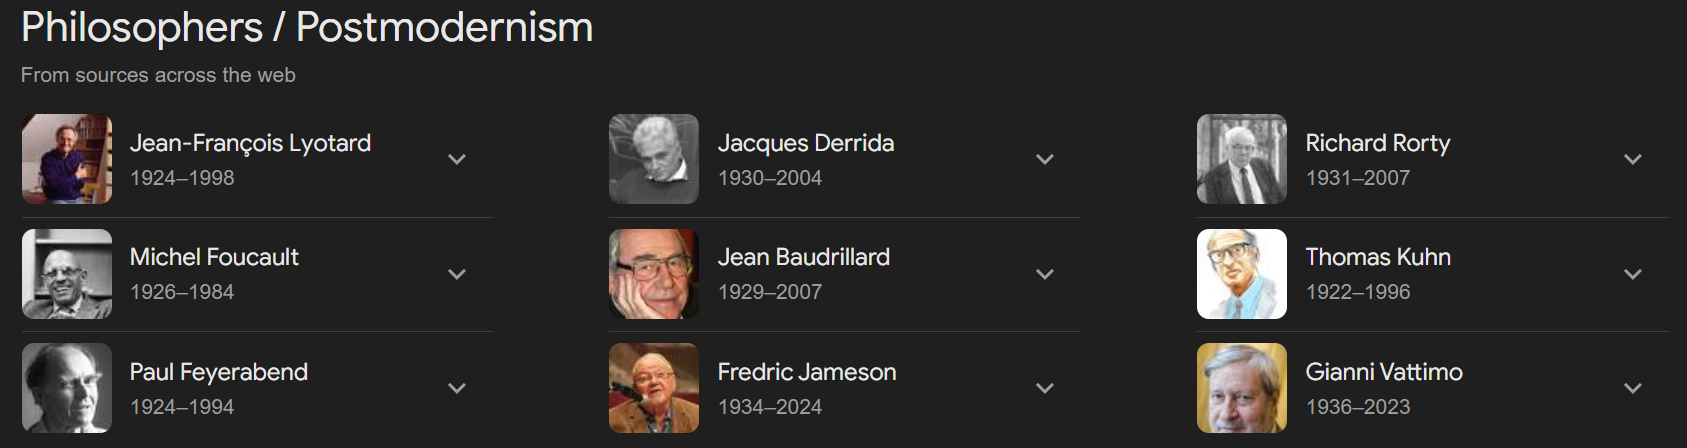 Philosophers / Postmodernism
From sources across the web
Jean-François Lyotard
1924–1998
Jacques Derrida
1930–2004
Richard Rorty
1931–2007
Michel Foucault
1926–1984
Jean Baudrillard
1929–2007
Thomas Kuhn
1922–1996
Paul Feyerabend
1924–1994
Fredric Jameson
1934–2024
Gianni Vattimo
1936–2023